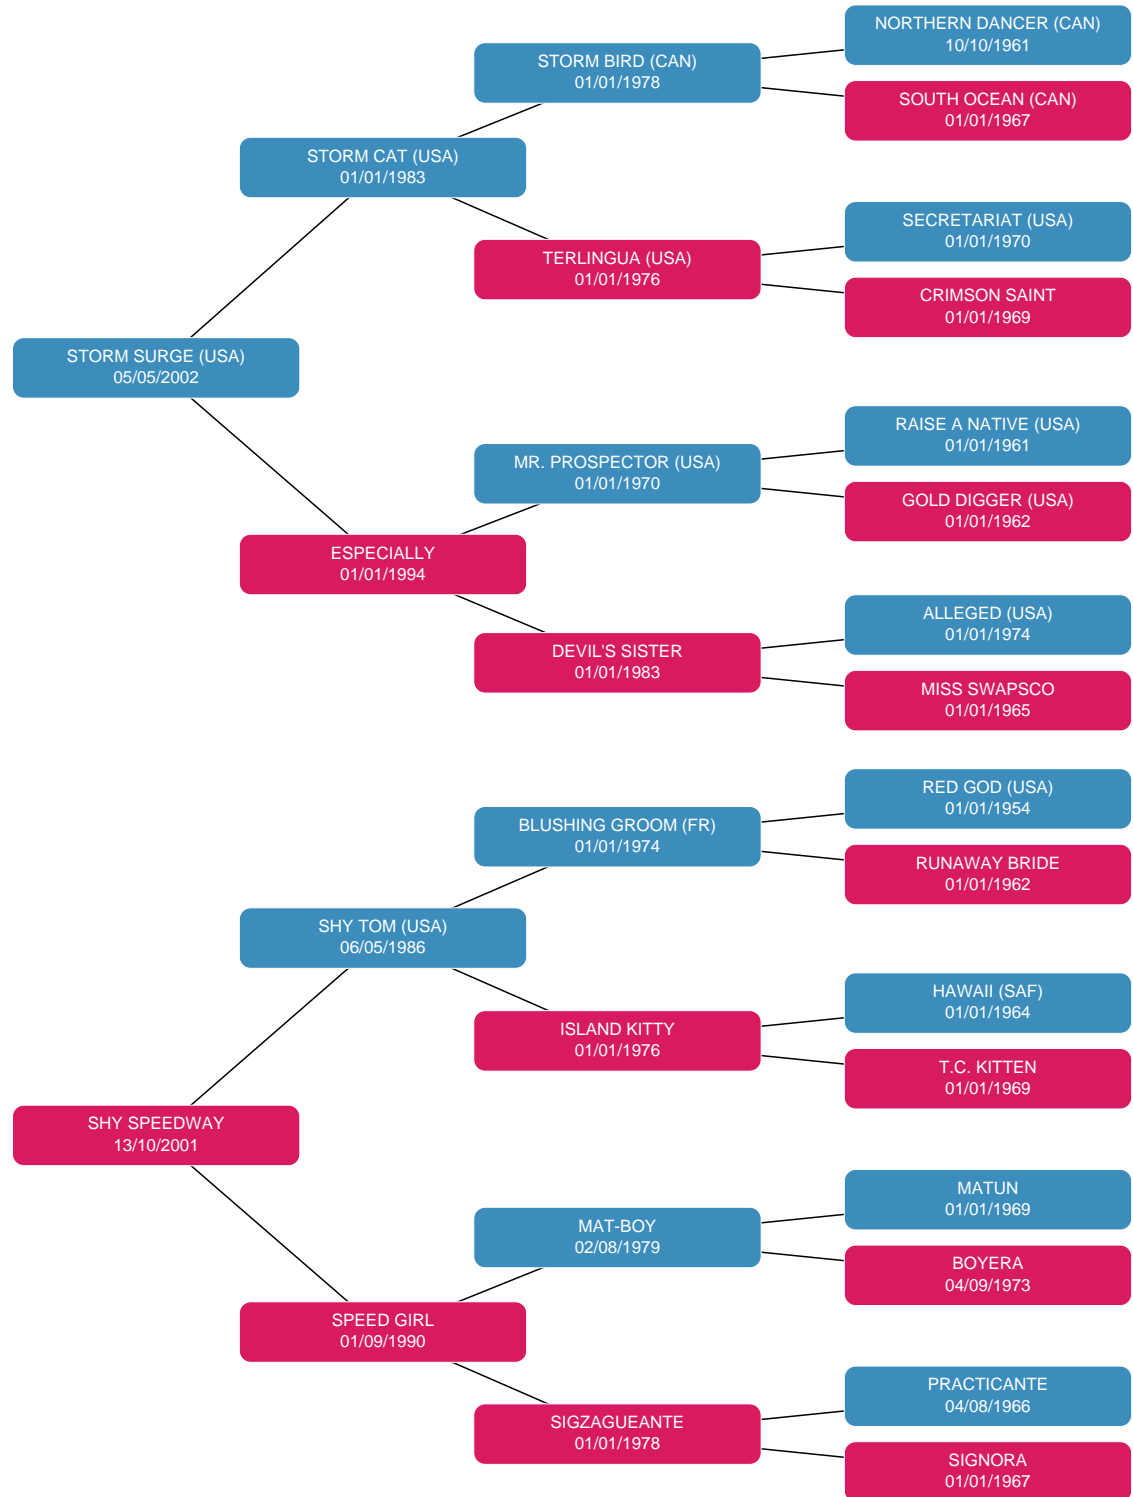 NORTHERN DANCER (CAN)
10/10/1961
STORM BIRD (CAN)
01/01/1978
SOUTH OCEAN (CAN)
01/01/1967
STORM CAT (USA)
01/01/1983
SECRETARIAT (USA)
01/01/1970
TERLINGUA (USA)
01/01/1976
CRIMSON SAINT
01/01/1969
STORM SURGE (USA)
05/05/2002
RAISE A NATIVE (USA)
01/01/1961
MR. PROSPECTOR (USA)
01/01/1970
GOLD DIGGER (USA)
01/01/1962
ESPECIALLY
01/01/1994
ALLEGED (USA)
01/01/1974
DEVIL'S SISTER
01/01/1983
MISS SWAPSCO
01/01/1965
RED GOD (USA)
01/01/1954
BLUSHING GROOM (FR)
01/01/1974
RUNAWAY BRIDE
01/01/1962
SHY TOM (USA)
06/05/1986
HAWAII (SAF)
01/01/1964
ISLAND KITTY
01/01/1976
T.C. KITTEN
01/01/1969
SHY SPEEDWAY
13/10/2001
MATUN
01/01/1969
MAT-BOY
02/08/1979
BOYERA
04/09/1973
SPEED GIRL
01/09/1990
PRACTICANTE
04/08/1966
SIGZAGUEANTE
01/01/1978
SIGNORA
01/01/1967